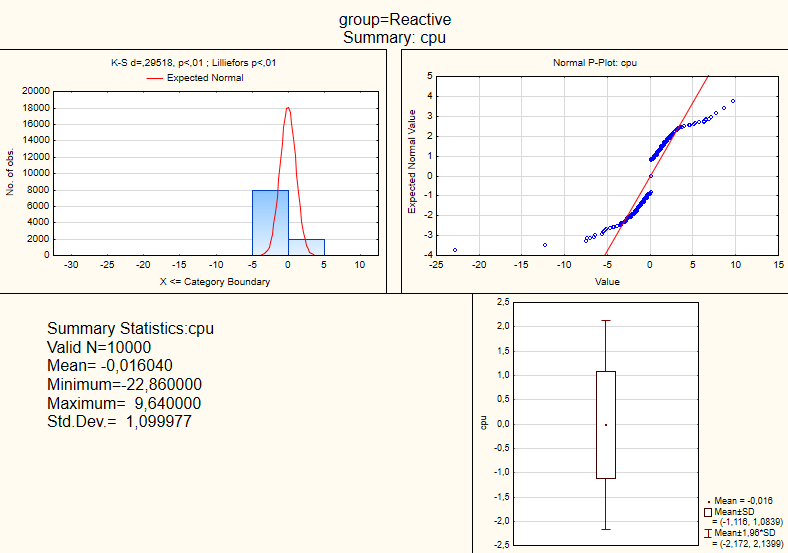 group=Reactive
Summary: cpu
K-S d=,29518, p<,01 ; Lilliefors p<,01
Expected Normal
20000
18000
16000
14000
12000
10000
8000
6000
4000
2000
0
No. of obs.
-30 -25 -20 -15 -10 -5 0 5 10
X <= Category Boundary
Normal P-Plot: cpu
5
4
3
2
1
0
-1
-2
-3
-4
Expected Normal Value
-25 -20 -15 -10 -5 0 5 10 15
Value
Summary Statistics:cpu
Valid N=10000
Mean= -0,016040
Minimum=-22,860000
Maximum= 9,640000
Std.Dev.= 1,099977
2,5
2,0
1,5
1,0
0,5
0,0
-0,5
-1,0
-1,5
-2,0
-2,5
cpu
Mean = -0,016
Mean±SD
= (-1,116, 1,0839)
Mean±1,96*SD
= (-2,172, 2,1399)